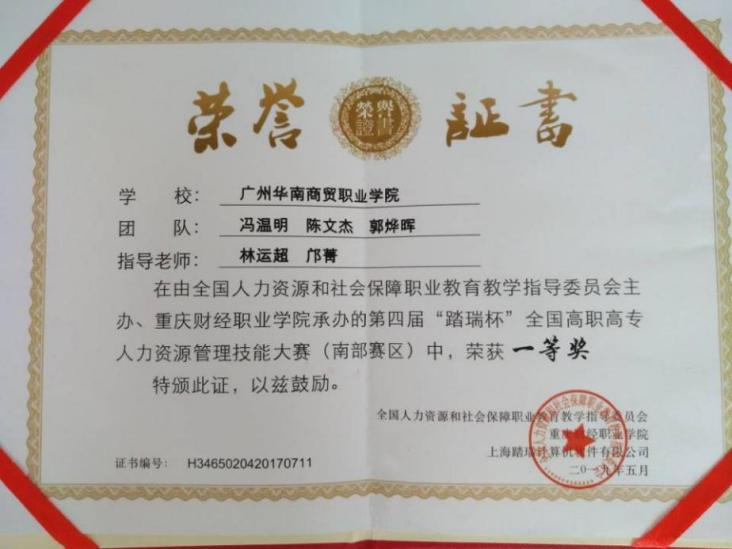 荣誉
榮譽
證書
证書
学　　校：广州华南商贸职业学院
团　　队：冯温明　陈文杰　郭烨晖
指导老师：林运超　邝菁
在由全国人力资源和社会保障职业教育教学指导委员会主
办、重庆财经职业学院承办的第四届“踏瑞杯”全国高职高专
人力资源管理技能大赛（南部赛区）中，荣获 一等奖
特颁此证，以兹鼓励。
全国人力资源和社会保障职业教育教学指导委员会
重庆财经职业学院
上海踏瑞计算机软件有限公司
二〇一九年五月
证书编号：H3465020420170711